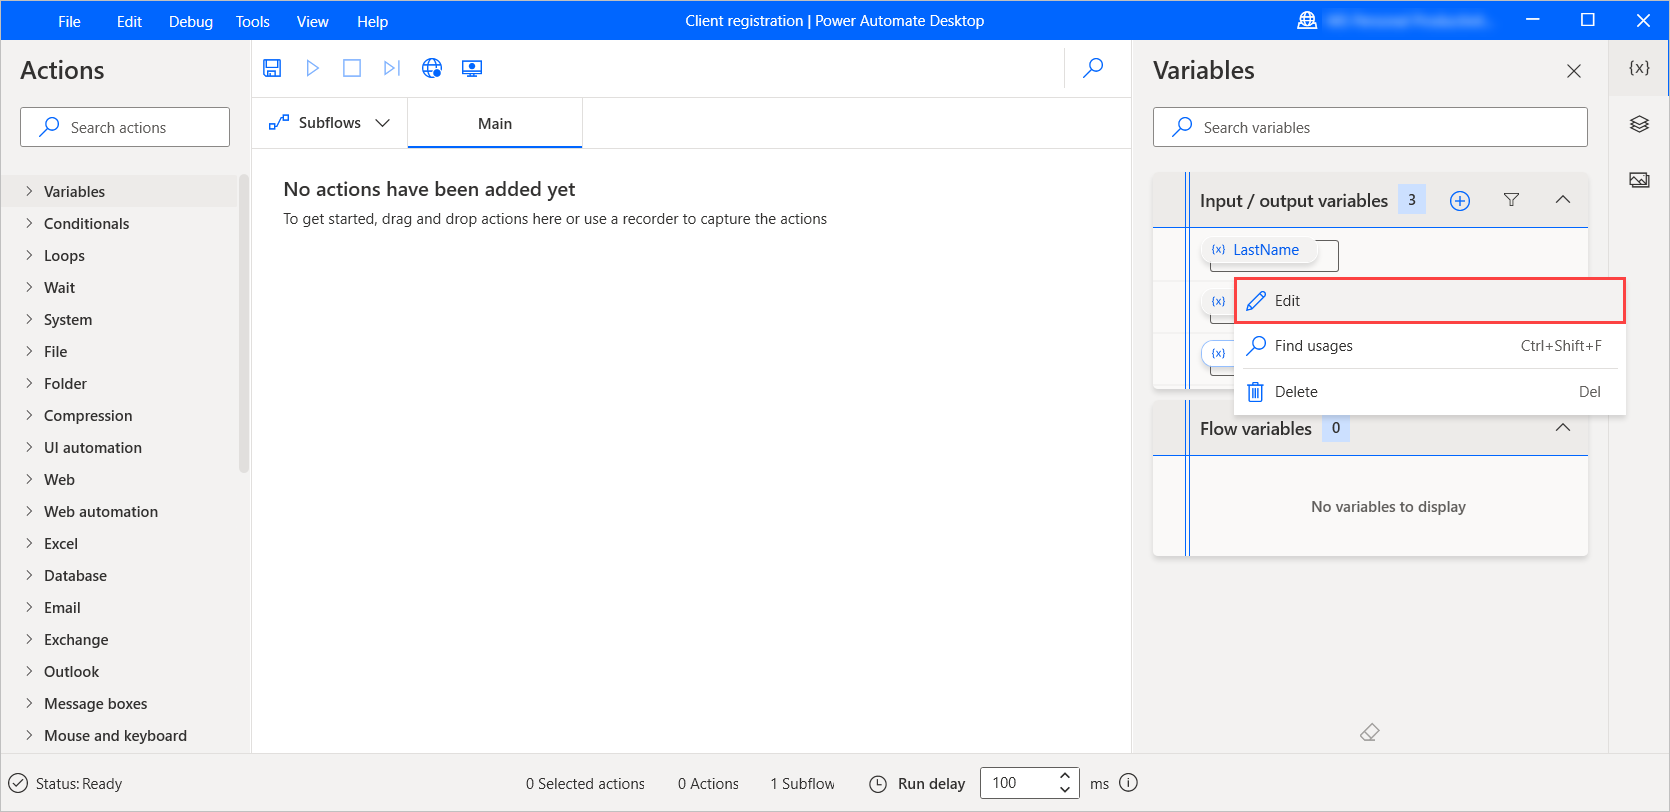 File Edit Debug Tools View Help Client registration | Power Automate Desktop
Actions
Search actions
Variables
Conditionals
Loops
Wait
System
File
Folder
Compression
UI automation
Web
Web automation
Excel
Database
Email
Exchange
Outlook
Message boxes
Mouse and keyboard
Subflows
Main
No actions have been added yet
To get started, drag and drop actions here or use a recorder to capture the actions
Variables
{x}
Search variables
Input / output variables 3
{x} LastName
{x}
{x}
Edit
Find usages Ctrl+Shift+F
Delete Del
Flow variables 0
No variables to display
Status: Ready 0 Selected actions 0 Actions 1 Subflow Run delay 100 ms